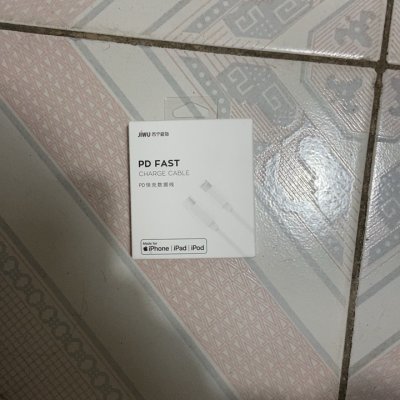 JIWU 苏宁极物
PD FAST
CHARGE CABLE
PD快充数据线
Made for
iPhone | iPad | iPod